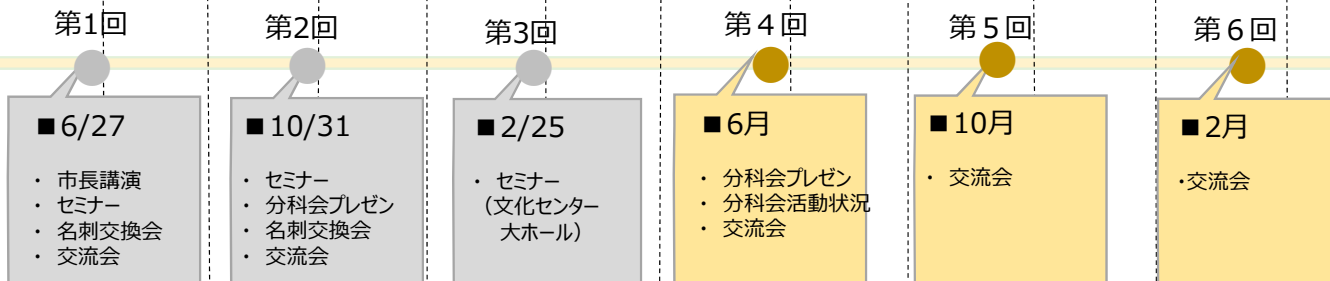 第1回
■6/27
・ 市長講演
・ セミナー
・ 名刺交換会
・ 交流会
第2回
■10/31
・ セミナー
・ 分科会プレゼン
・ 名刺交換会
・ 交流会
第3回
■2/25
・ セミナー
（文化センター
大ホール）
第４回
■6月
・ 分科会プレゼン
・ 分科会活動状況
・ 交流会
第５回
■10月
・ 交流会
第６回
■2月
・交流会